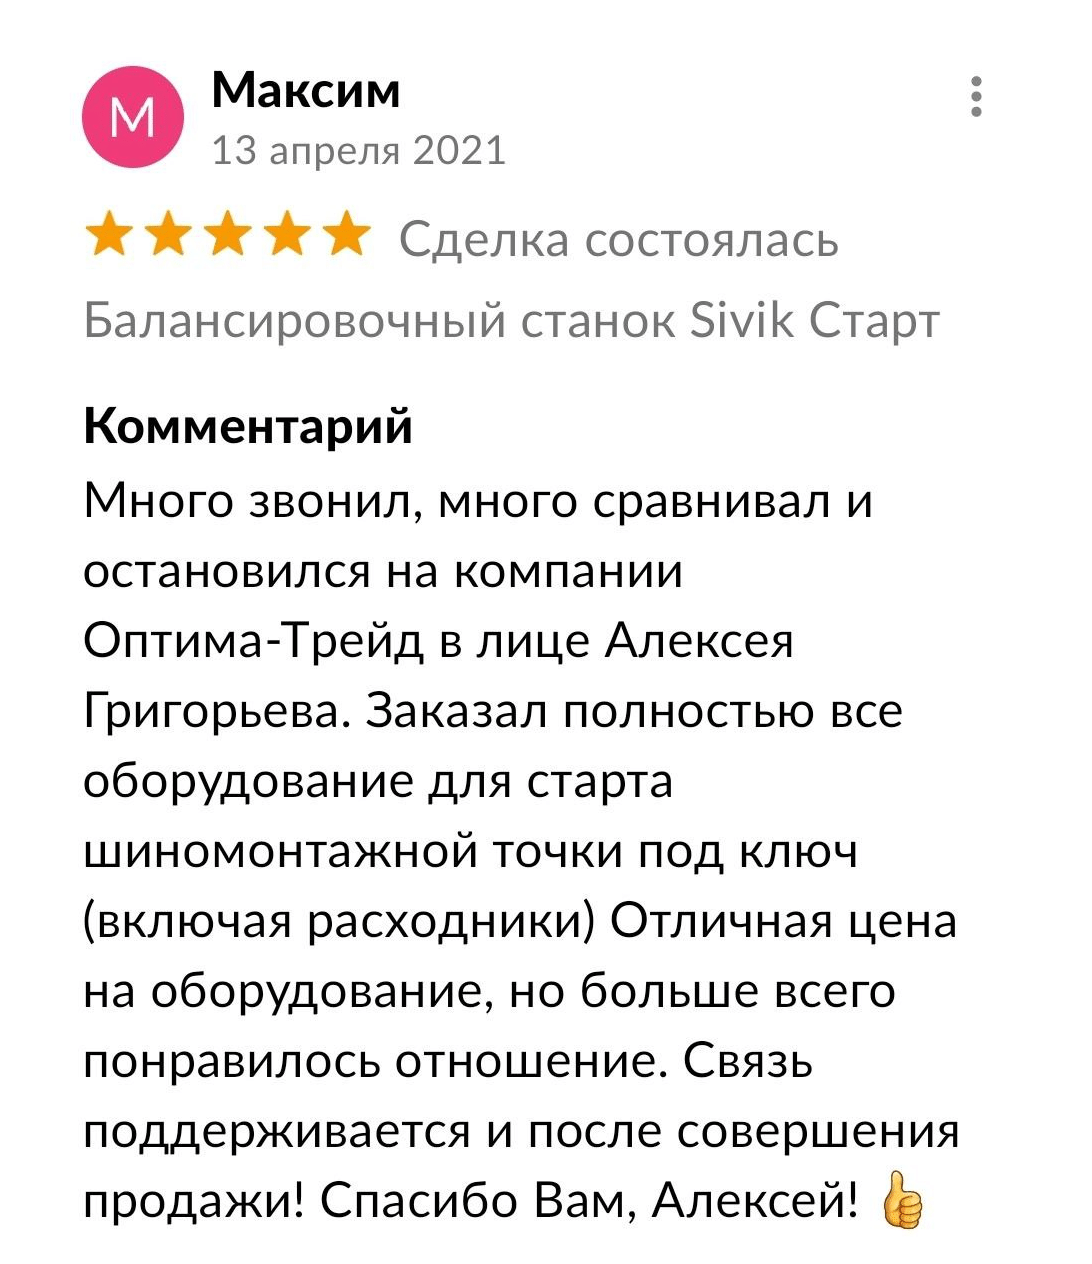 М
Максим
13 апреля 2021
Сделка состоялась
Балансировочный станок Sivik Старт
Комментарий
Много звонил, много сравнивал и
остановился на компании
Оптима-Трейд в лице Алексея
Григорьева. Заказал полностью все
оборудование для старта
шиномонтажной точки под ключ
(включая расходники) Отличная цена
на оборудование, но больше всего
понравилось отношение. Связь
поддерживается и после совершения
продажи! Спасибо Вам, Алексей! 👍